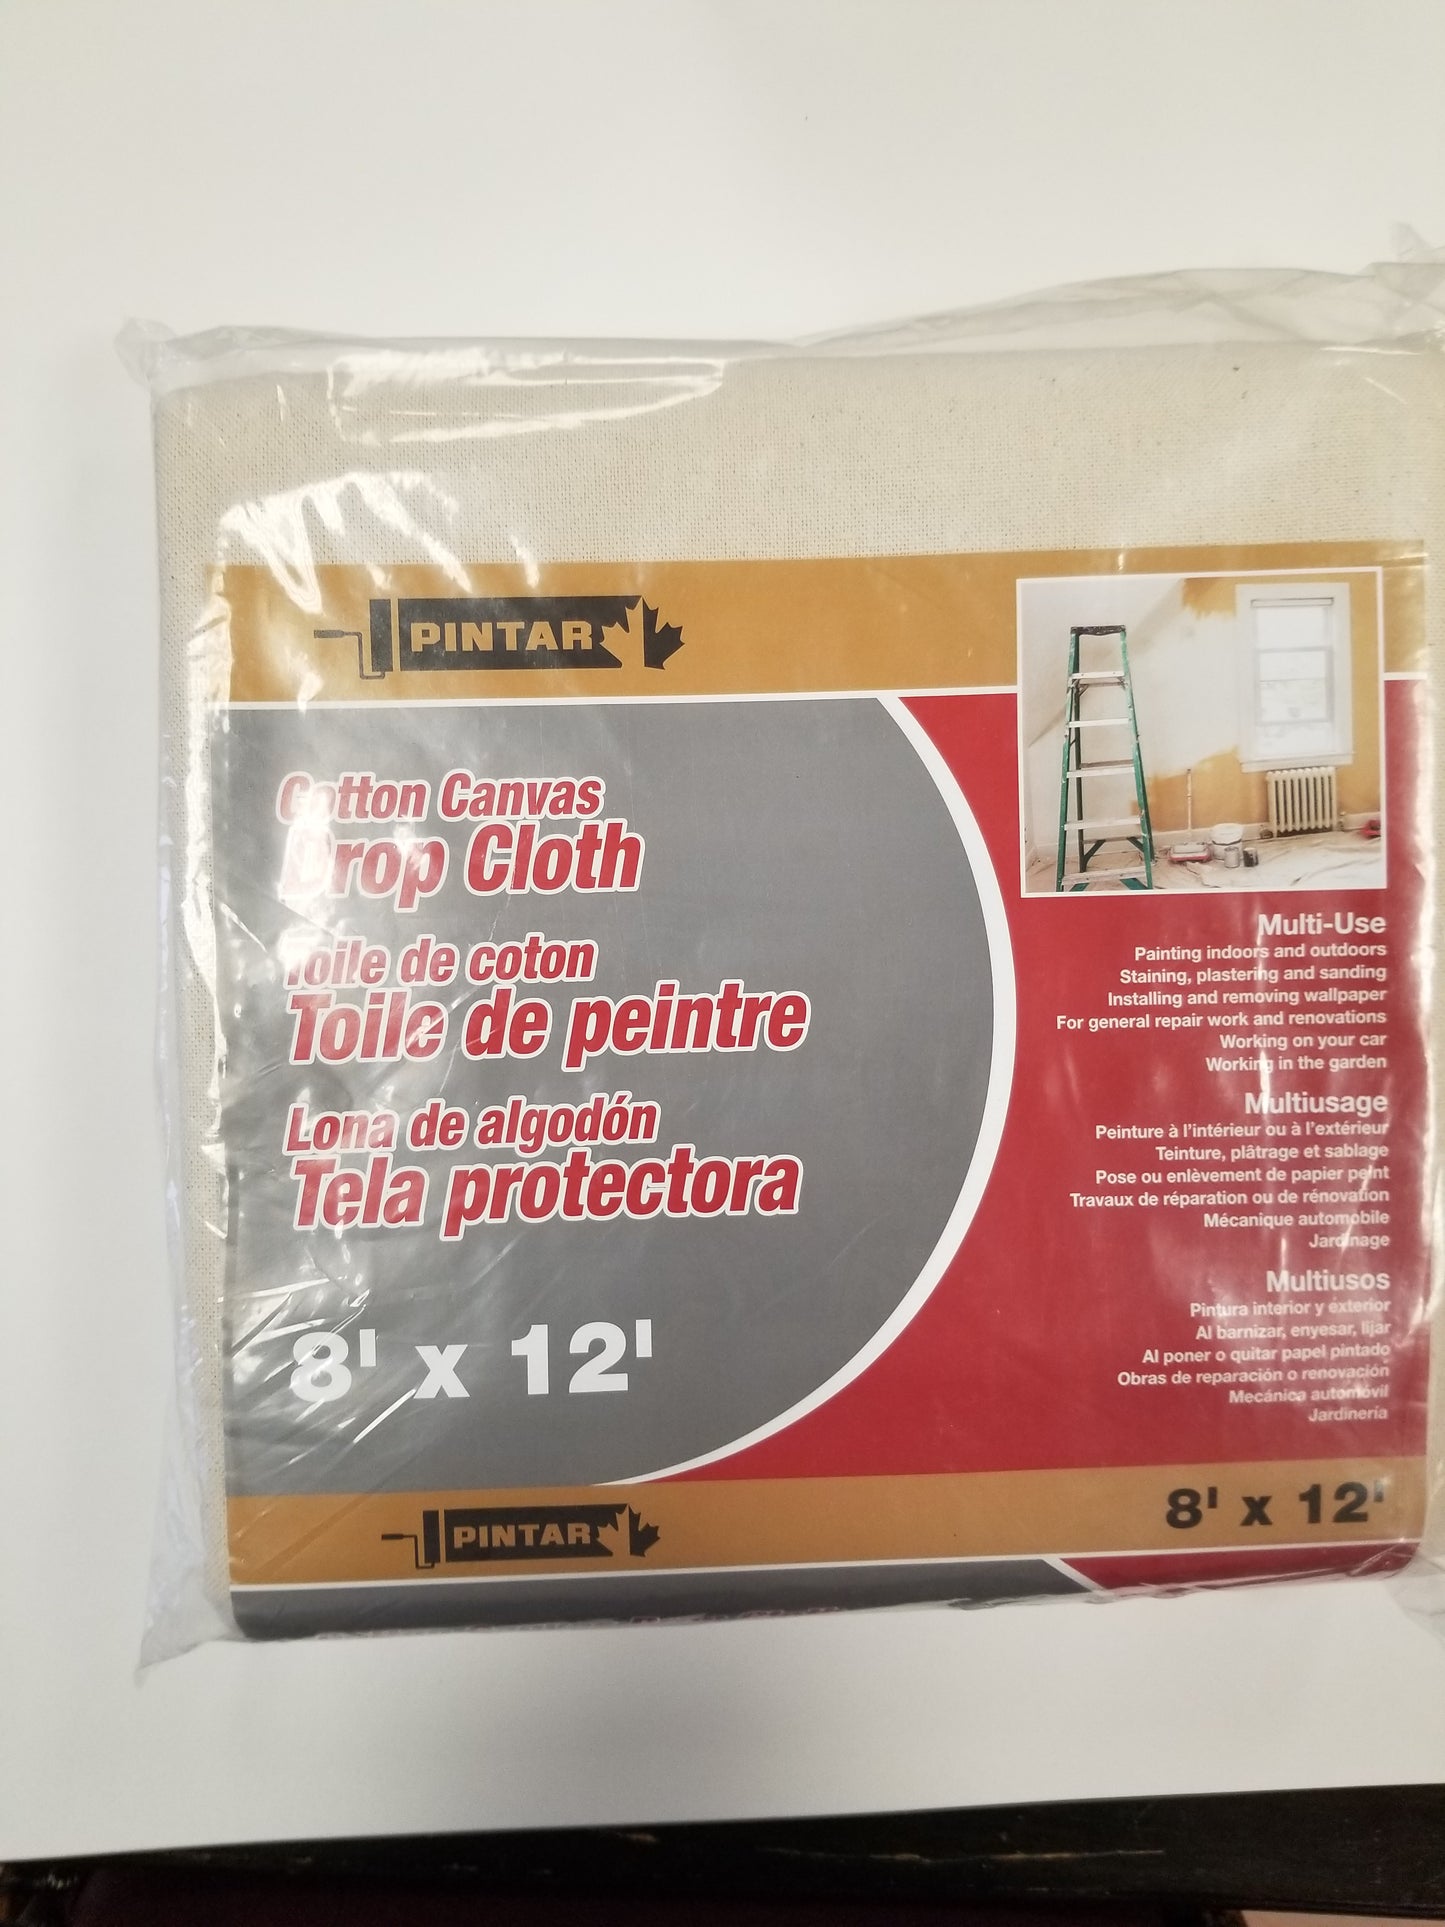 PINTAR
Cotton Canvas
Drop Cloth
Toile de coton
Toile de peintre
Lona de algodón
Tela protectora
8' x 12'
Multi-Use
Painting indoors and outdoors
Staining, plastering and sanding
Installing and removing wallpaper
For general repair work and renovations
Working on your car
Working in the garden
Multiusage
Peinture à l'intérieur ou à l'extérieur
Teinture, plâtrage et sablage
Pose ou enlèvement de papier peint
Travaux de réparation ou de rénovation
Mécanique automobile
Jardinage
Multiusos
Pintura interior y exterior
Al barnizar, enyesar, lijar
Al poner o quitar papel pintado
Obras de reparación o renovación
Mecánica automóvil
Jardinería
PINTAR
8' x 12'